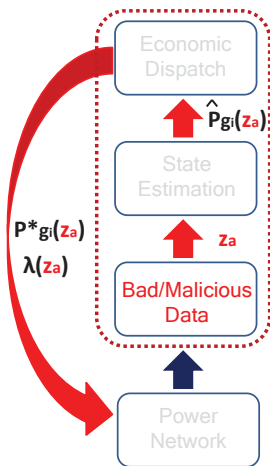 Economic
Dispatch
P̂gi(za)
State
Estimation
P*gi(za)
λ(za)
za
Bad/Malicious
Data
Power
Network